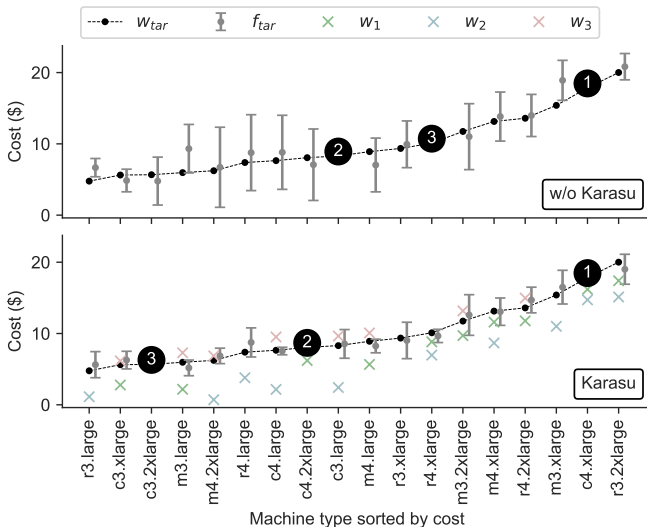 w_tar f_tar w_1 w_2 w_3
Cost ($)
20
10
0
1
2
3
w/o Karasu
Cost ($)
20
10
0
1
2
3
Karasu
r3.large
c3.xlarge
c3.2xlarge
m3.large
m4.2xlarge
r4.large
c4.large
c4.2xlarge
c3.large
m4.large
r3.xlarge
r4.xlarge
m3.2xlarge
m4.xlarge
r4.2xlarge
m3.xlarge
c4.xlarge
r3.2xlarge
Machine type sorted by cost